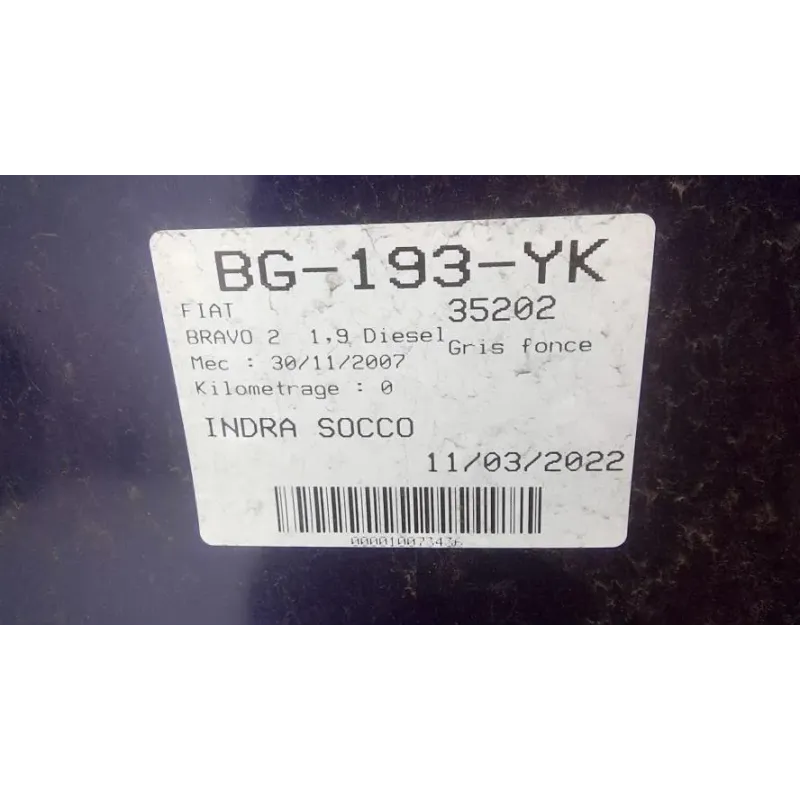 BG-193-YK
FIAT 35202
BRAVO 2 1,9 Diesel Gris fonce
Mec : 30/11/2007
Kilometrage : 0
INDRA SOCCO
11/03/2022
000010073436